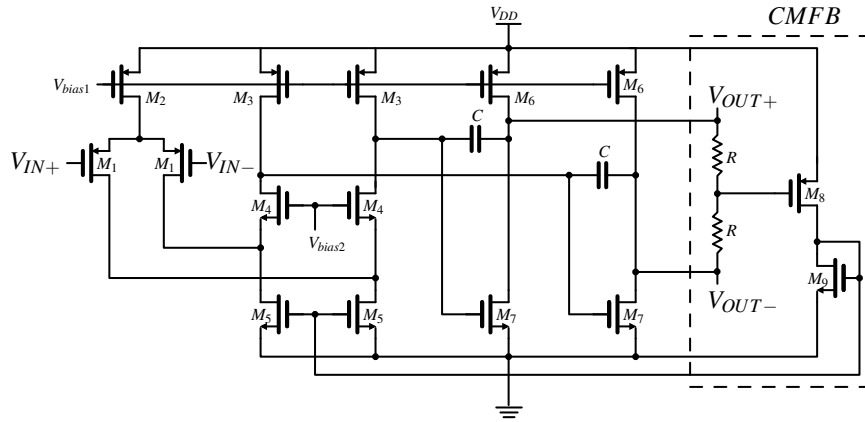 V_DD
CMFB
V_bias1
M_2
M_3
M_3
M_6
M_6
C
V_OUT+
V_IN+
M_1
M_1
V_IN−
C
R
M_8
M_4
M_4
V_bias2
R
M_9
V_OUT−
M_5
M_5
M_7
M_7